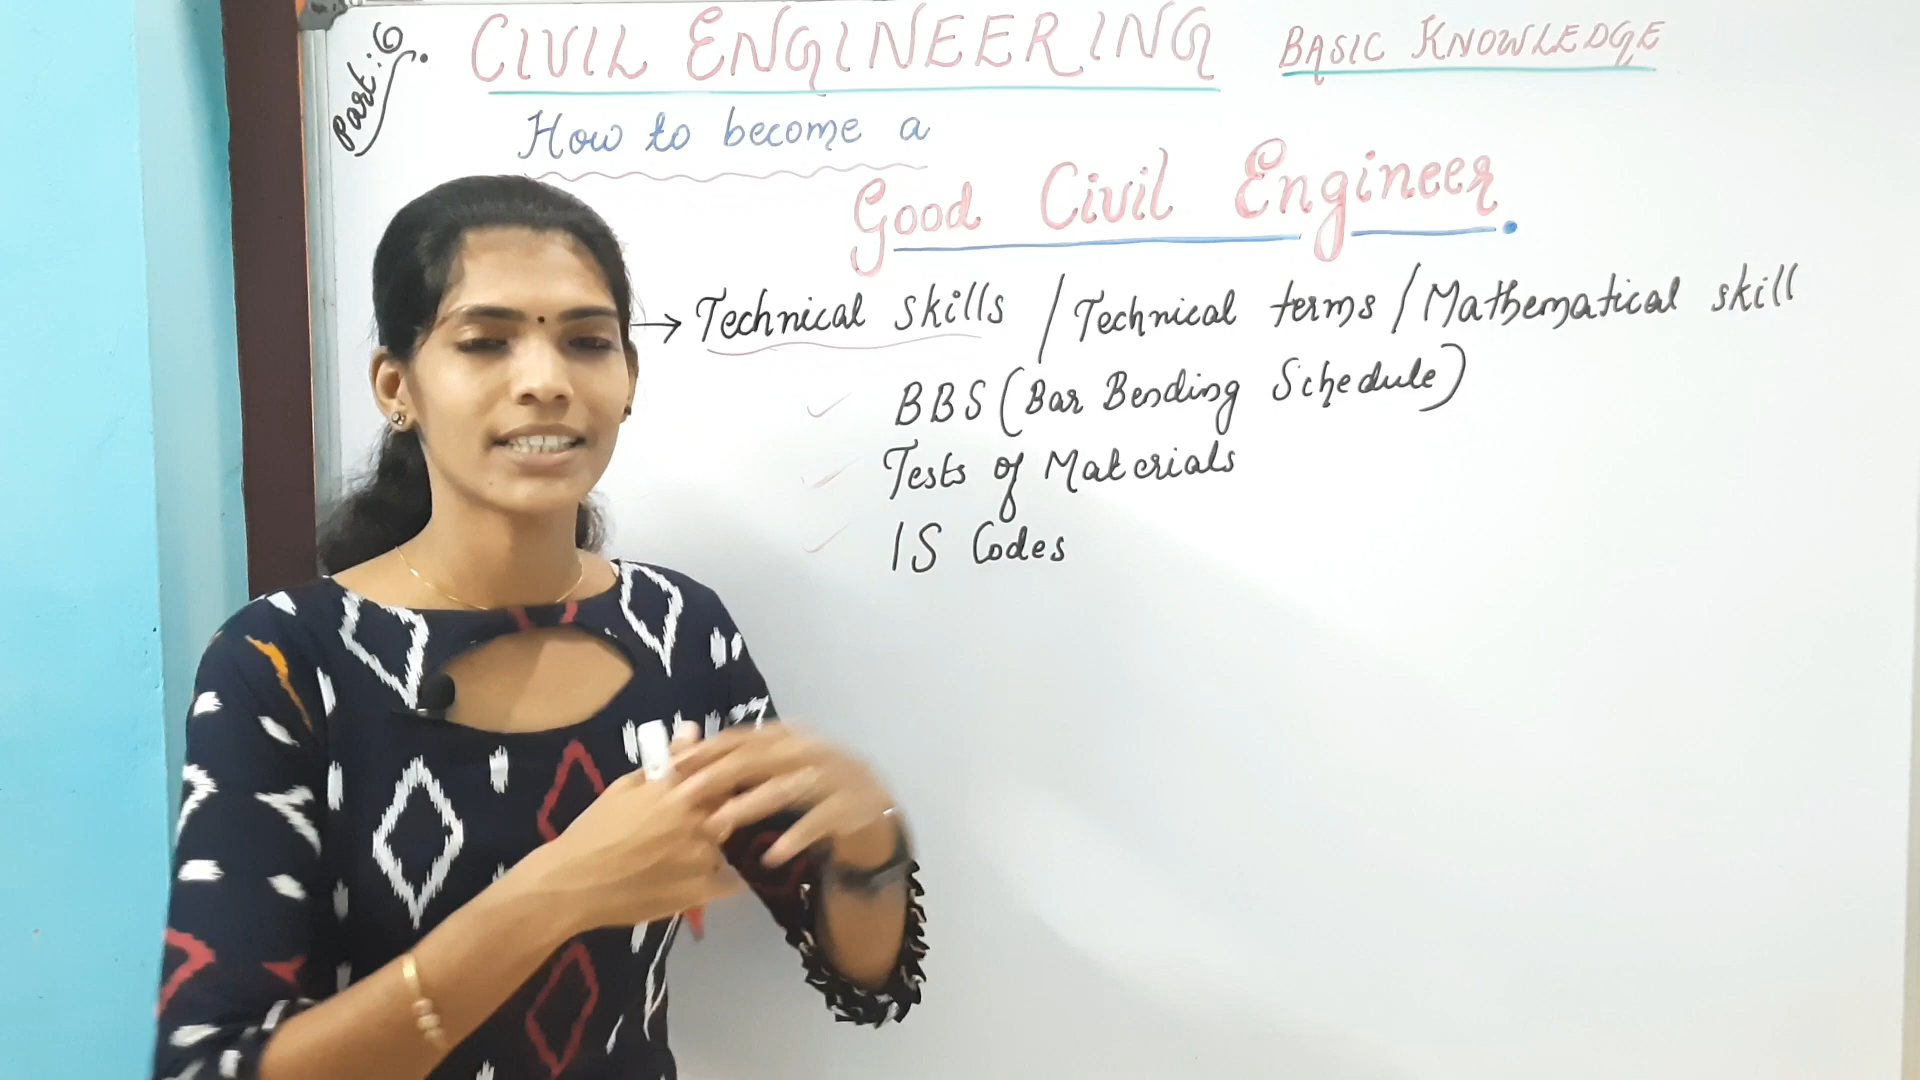 Part: 6.
CIVIL ENGINEERING BASIC KNOWLEDGE
How to become a
Good Civil Engineer.
→ Technical skills / Technical terms / Mathematical skill
✓ BBS (Bar Bending Schedule)
✓ Tests of Materials
✓ IS Codes